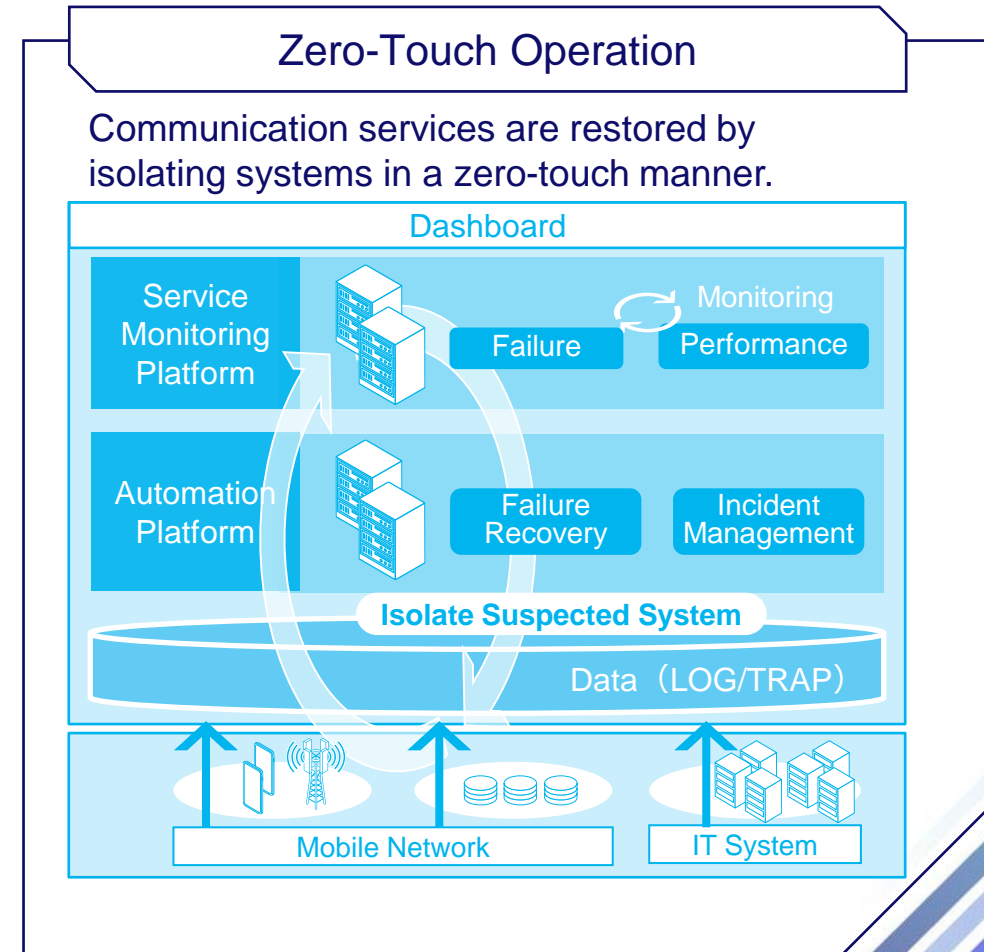 Zero-Touch Operation
Communication services are restored by
isolating systems in a zero-touch manner.
Dashboard
Service
Monitoring
Platform
Monitoring
Failure
Performance
Automation
Platform
Failure
Recovery
Incident
Management
Isolate Suspected System
Data（LOG/TRAP）
Mobile Network
IT System